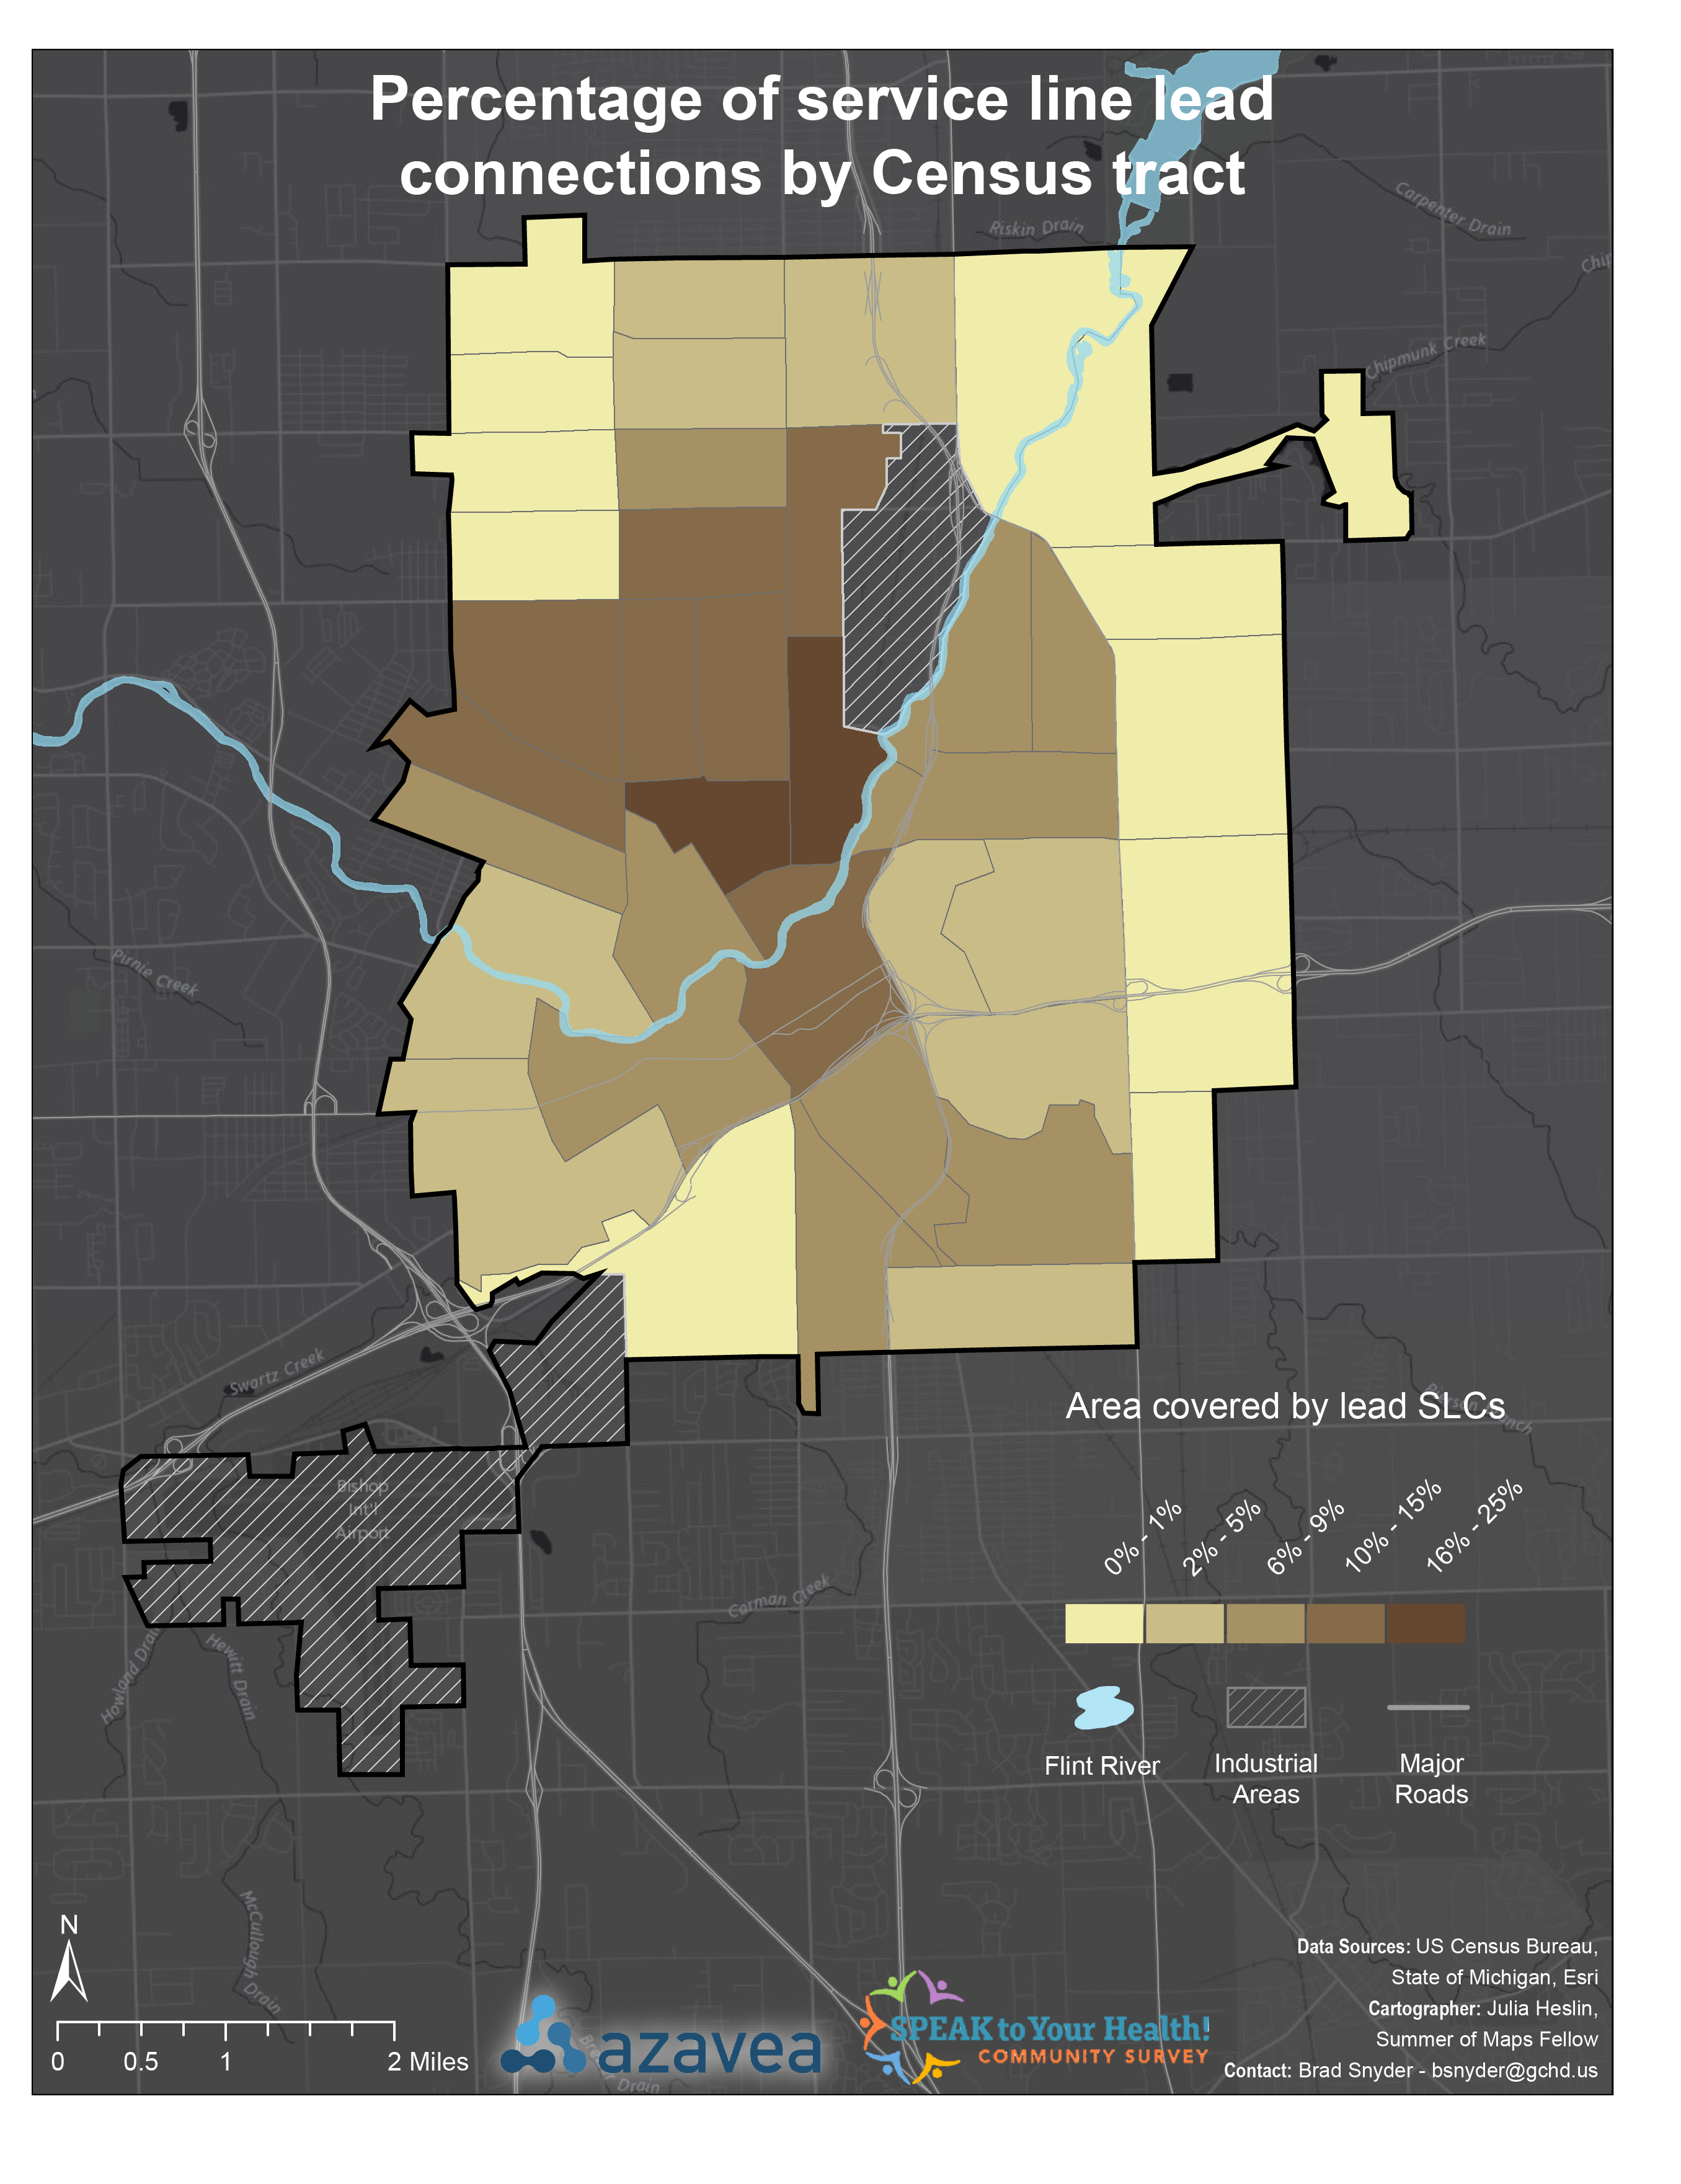 Percentage of service line lead
connections by Census tract
Riskin Drain
Carpenter Drain
Chip
Chipmunk Creek
Pirnie Creek
Swartz Creek
Bishop
Int'l
Airport
Howland Drain
Hewitt Drain
Carman Creek
McCullough Drain
Area covered by lead SLCs
0% - 1%
2% - 5%
6% - 9%
10% - 15%
16% - 25%
Flint River
Industrial
Areas
Major
Roads
N
0 0.5 1 2 Miles
azavea
Drain
SPEAK to Your Health!
COMMUNITY SURVEY
Data Sources: US Census Bureau,
State of Michigan, Esri
Cartographer: Julia Heslin,
Summer of Maps Fellow
Contact: Brad Snyder - bsnyder@gchd.us